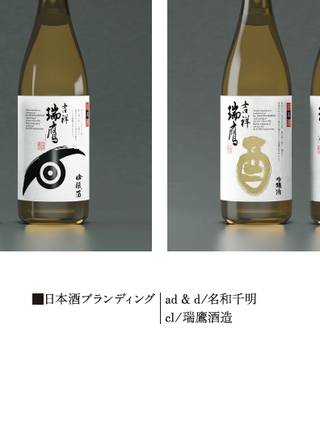 吉祥
瑞鷹
吟醸酒
吉祥
瑞鷹
酒
吟醸酒
■日本酒ブランディング
ad & d/名和千明
cl/瑞鷹酒造